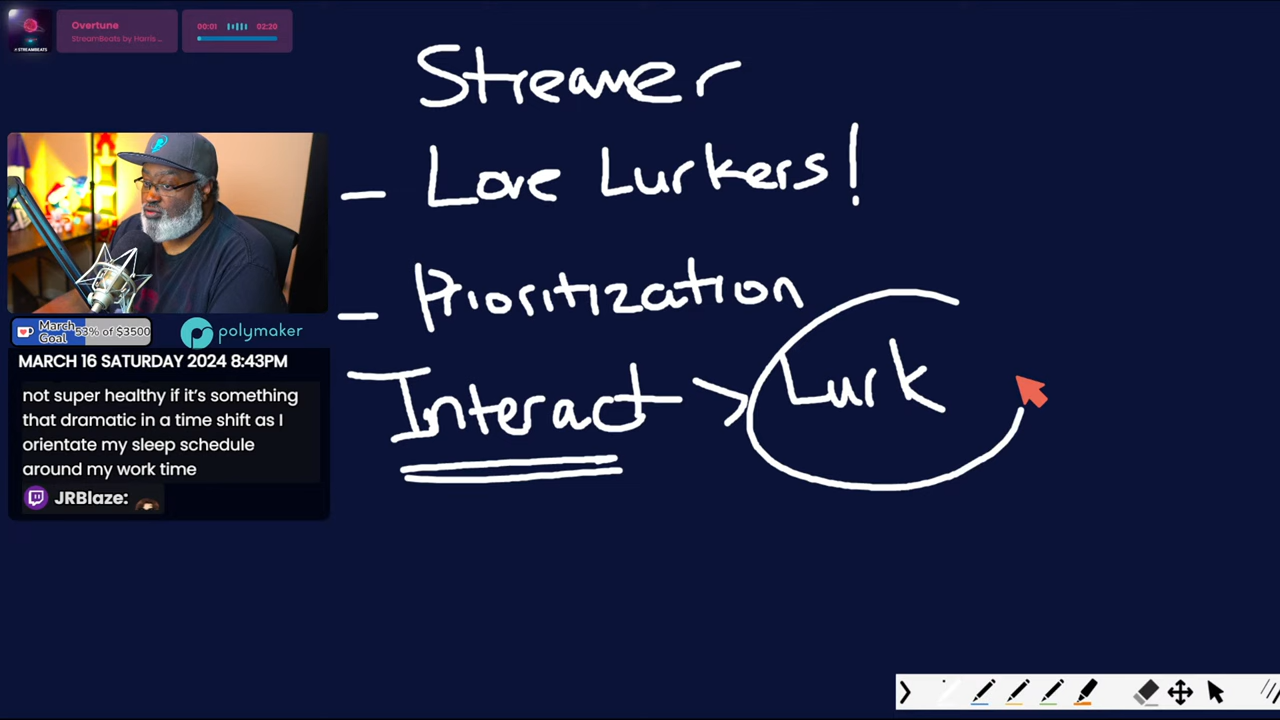 Overtune
StreamBeats by Harris ...
00:01
02:20
# STREAMBEATS
Streamer
- Love Lurkers!
- Prioritization
- Interact > Lurk
March Goal
53% of $3500
polymaker
MARCH 16 SATURDAY 2024 8:43PM
not super healthy if it's something
that dramatic in a time shift as I
orientate my sleep schedule
around my work time
JRBlaze: